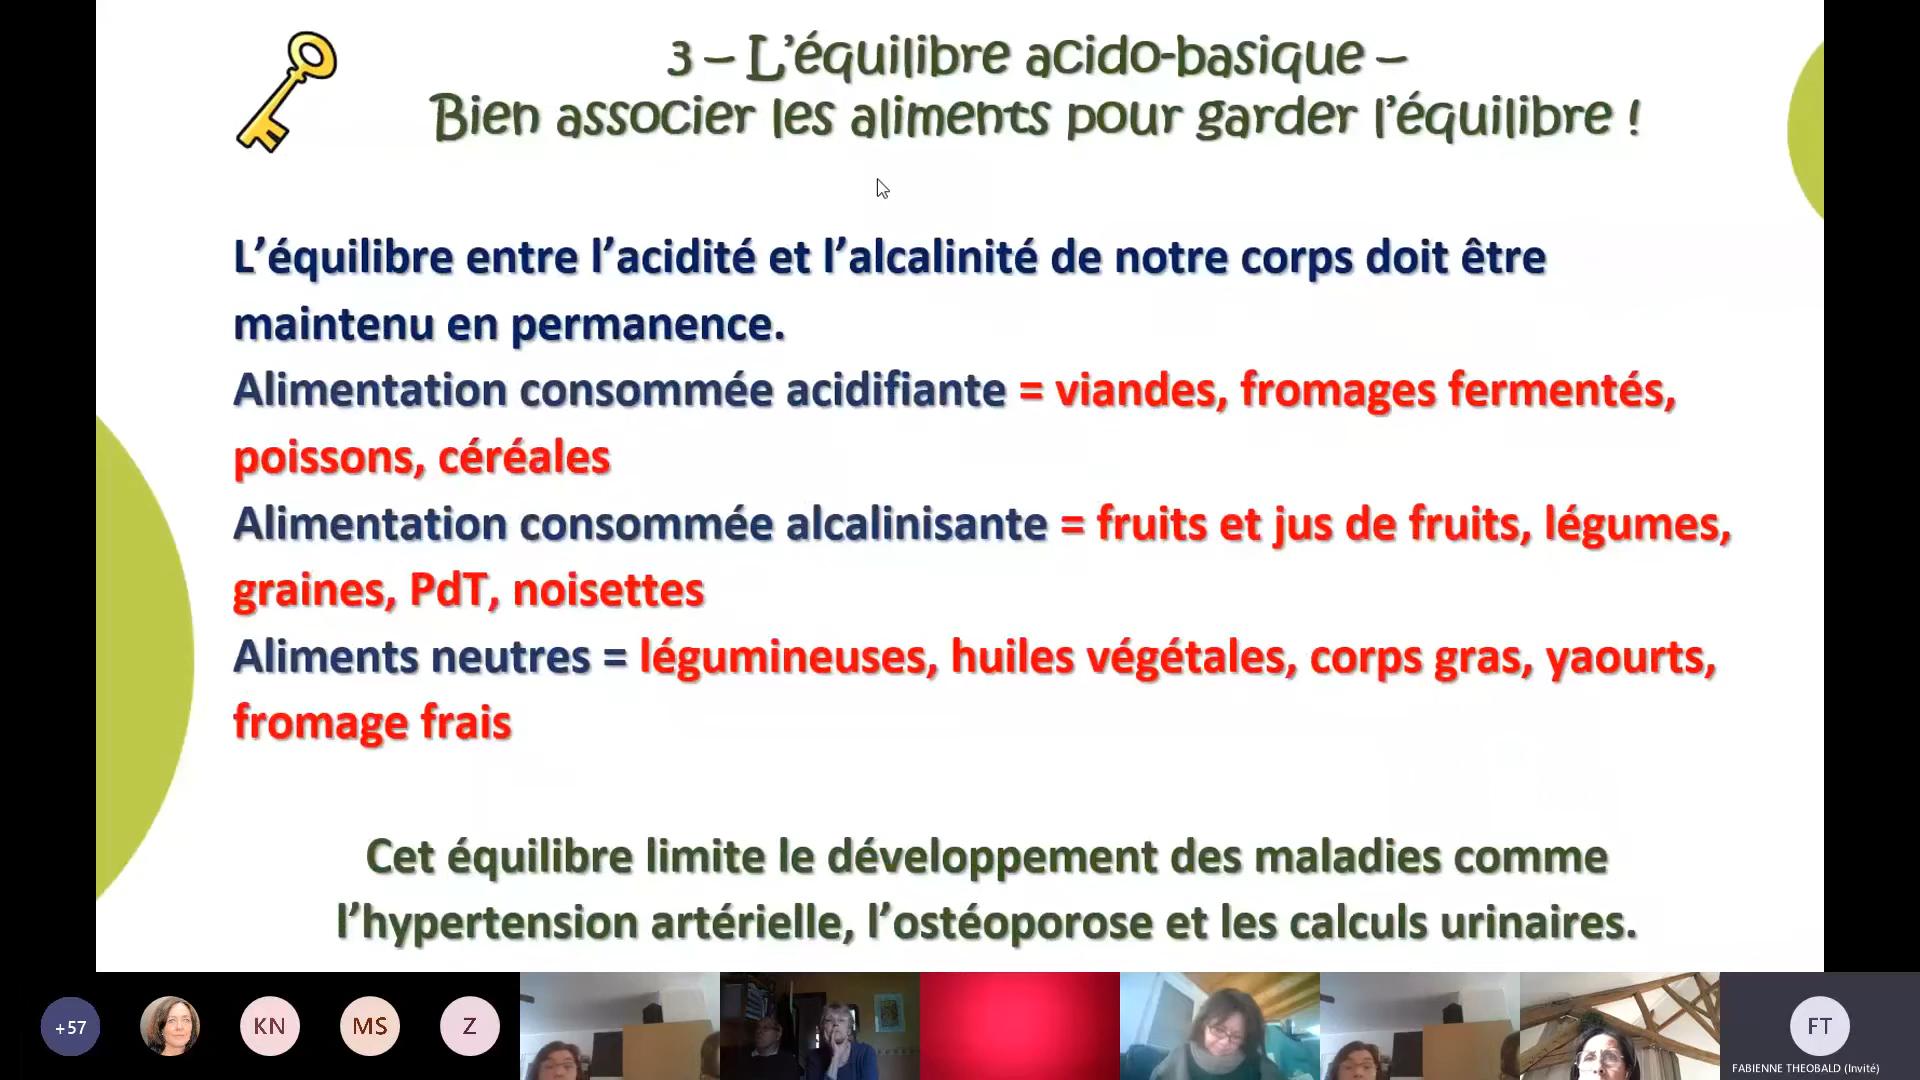 3 – L’équilibre acido-basique –
Bien associer les aliments pour garder l’équilibre !
L’équilibre entre l’acidité et l’alcalinité de notre corps doit être
maintenu en permanence.
Alimentation consommée acidifiante = viandes, fromages fermentés,
poissons, céréales
Alimentation consommée alcalinisante = fruits et jus de fruits, légumes,
graines, PdT, noisettes
Aliments neutres = légumineuses, huiles végétales, corps gras, yaourts,
fromage frais
Cet équilibre limite le développement des maladies comme
l’hypertension artérielle, l’ostéoporose et les calculs urinaires.
+57
KN
MS
Z
FT
FABIENNE THEOBALD (Invité)